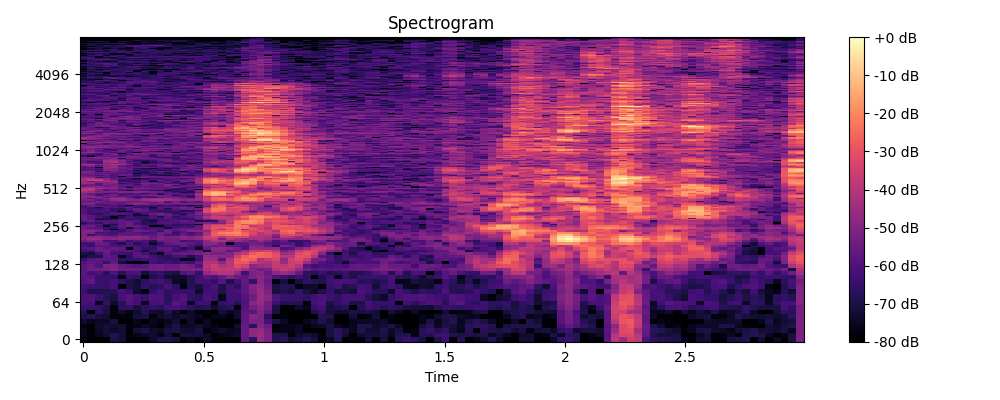 Spectrogram
Hz
4096
2048
1024
512
256
128
64
0
0
0.5
1
1.5
2
2.5
Time
+0 dB
-10 dB
-20 dB
-30 dB
-40 dB
-50 dB
-60 dB
-70 dB
-80 dB